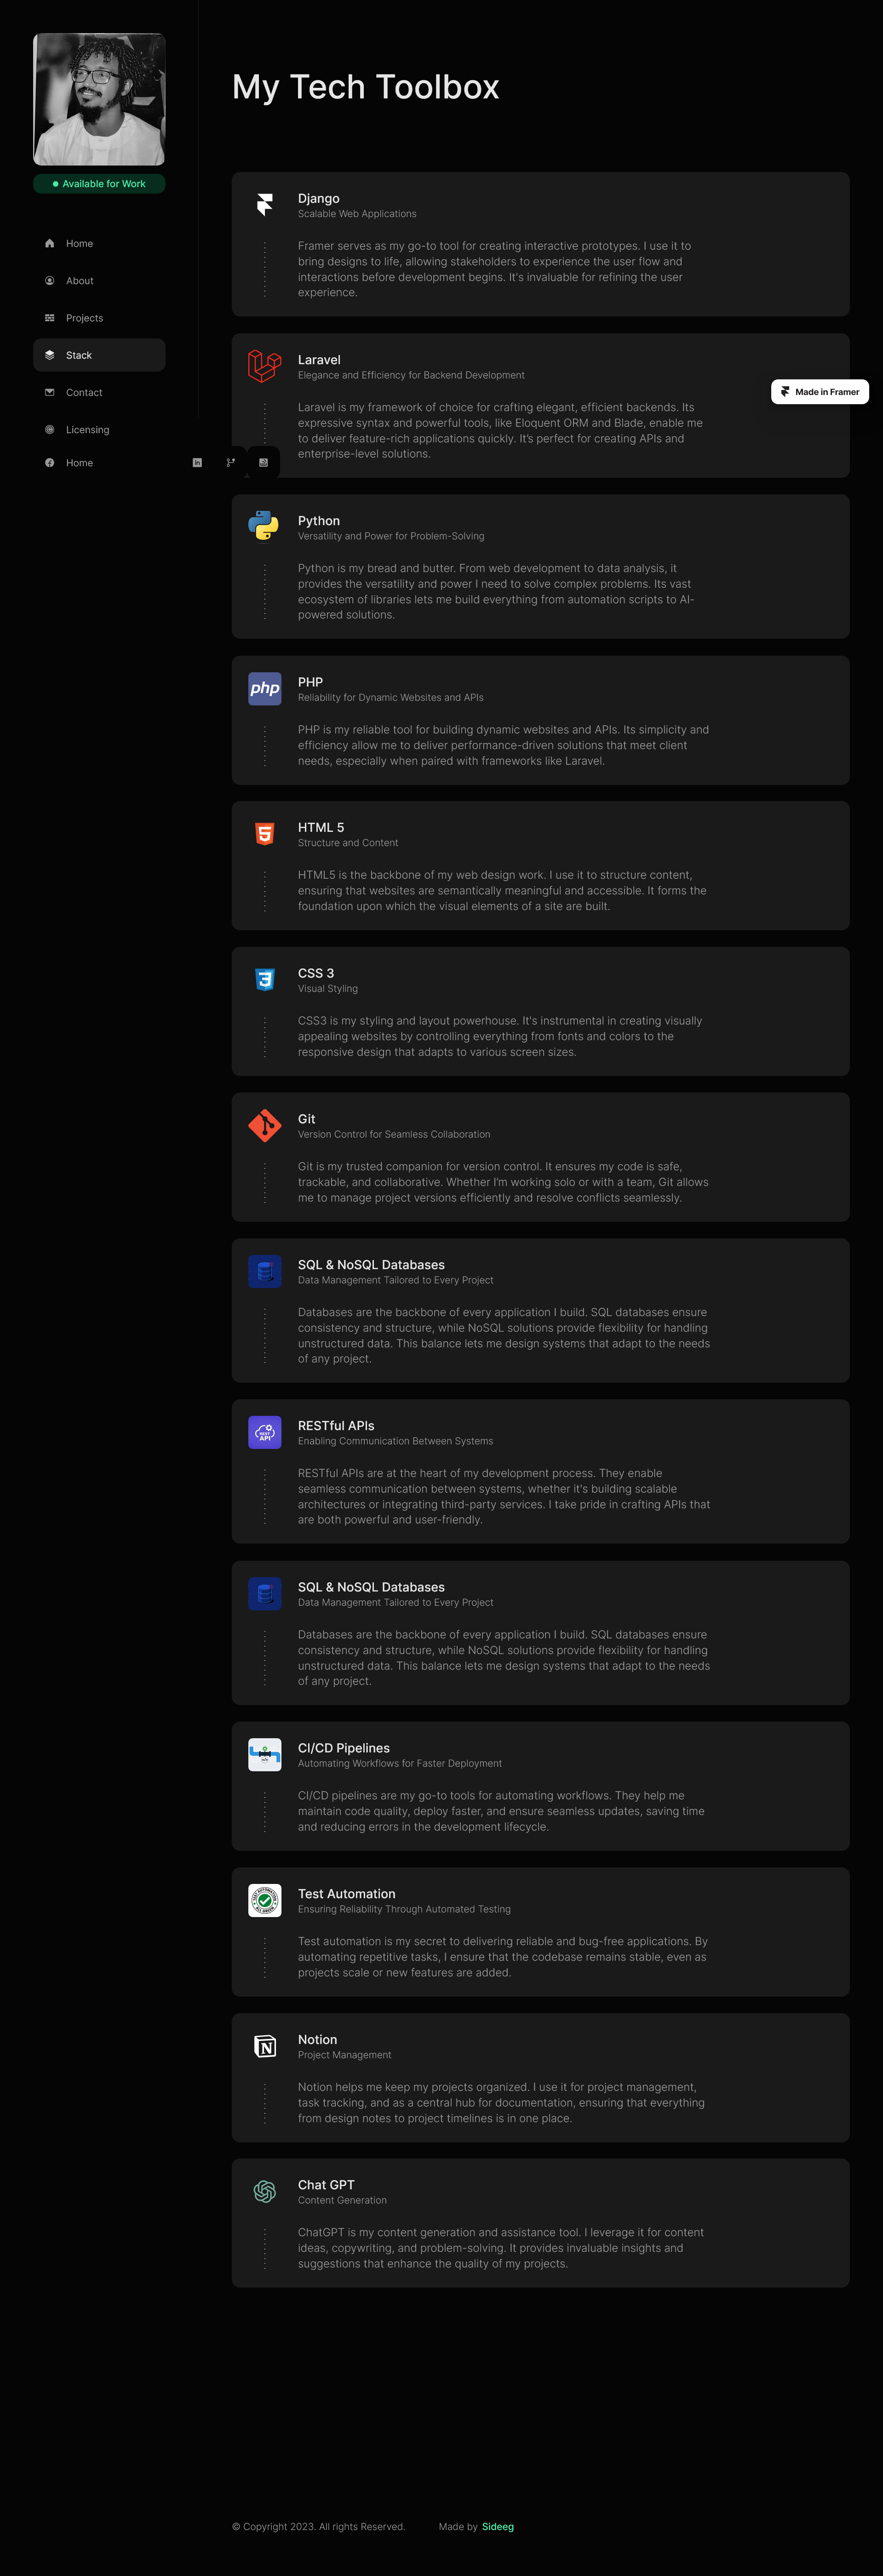 Available for Work
Home
About
Projects
Stack
Contact
Licensing
Home
My Tech Toolbox
Django
Scalable Web Applications
Framer serves as my go-to tool for creating interactive prototypes. I use it to
bring designs to life, allowing stakeholders to experience the user flow and
interactions before development begins. It's invaluable for refining the user
experience.
Laravel
Elegance and Efficiency for Backend Development
Laravel is my framework of choice for crafting elegant, efficient backends. Its
expressive syntax and powerful tools, like Eloquent ORM and Blade, enable me
to deliver feature-rich applications quickly. It's perfect for creating APIs and
enterprise-level solutions.
Made in Framer
Python
Versatility and Power for Problem-Solving
Python is my bread and butter. From web development to data analysis, it
provides the versatility and power I need to solve complex problems. Its vast
ecosystem of libraries lets me build everything from automation scripts to AI-
powered solutions.
php
PHP
Reliability for Dynamic Websites and APIs
PHP is my reliable tool for building dynamic websites and APIs. Its simplicity and
efficiency allow me to deliver performance-driven solutions that meet client
needs, especially when paired with frameworks like Laravel.
HTML 5
Structure and Content
HTML5 is the backbone of my web design work. I use it to structure content,
ensuring that websites are semantically meaningful and accessible. It forms the
foundation upon which the visual elements of a site are built.
CSS 3
Visual Styling
CSS3 is my styling and layout powerhouse. It's instrumental in creating visually
appealing websites by controlling everything from fonts and colors to the
responsive design that adapts to various screen sizes.
Git
Version Control for Seamless Collaboration
Git is my trusted companion for version control. It ensures my code is safe,
trackable, and collaborative. Whether I'm working solo or with a team, Git allows
me to manage project versions efficiently and resolve conflicts seamlessly.
SQL & NoSQL Databases
Data Management Tailored to Every Project
Databases are the backbone of every application I build. SQL databases ensure
consistency and structure, while NoSQL solutions provide flexibility for handling
unstructured data. This balance lets me design systems that adapt to the needs
of any project.
REST
API
RESTful APIs
Enabling Communication Between Systems
RESTful APIs are at the heart of my development process. They enable
seamless communication between systems, whether it's building scalable
architectures or integrating third-party services. I take pride in crafting APIs that
are both powerful and user-friendly.
SQL & NoSQL Databases
Data Management Tailored to Every Project
Databases are the backbone of every application I build. SQL databases ensure
consistency and structure, while NoSQL solutions provide flexibility for handling
unstructured data. This balance lets me design systems that adapt to the needs
of any project.
CI/CD Pipelines
Automating Workflows for Faster Deployment
CI/CD pipelines are my go-to tools for automating workflows. They help me
maintain code quality, deploy faster, and ensure seamless updates, saving time
and reducing errors in the development lifecycle.
TEST AUTOMATION
ALL GREEN
Test Automation
Ensuring Reliability Through Automated Testing
Test automation is my secret to delivering reliable and bug-free applications. By
automating repetitive tasks, I ensure that the codebase remains stable, even as
projects scale or new features are added.
Notion
Project Management
Notion helps me keep my projects organized. I use it for project management,
task tracking, and as a central hub for documentation, ensuring that everything
from design notes to project timelines is in one place.
Chat GPT
Content Generation
ChatGPT is my content generation and assistance tool. I leverage it for content
ideas, copywriting, and problem-solving. It provides invaluable insights and
suggestions that enhance the quality of my projects.
© Copyright 2023. All rights Reserved.
Made by Sideeg